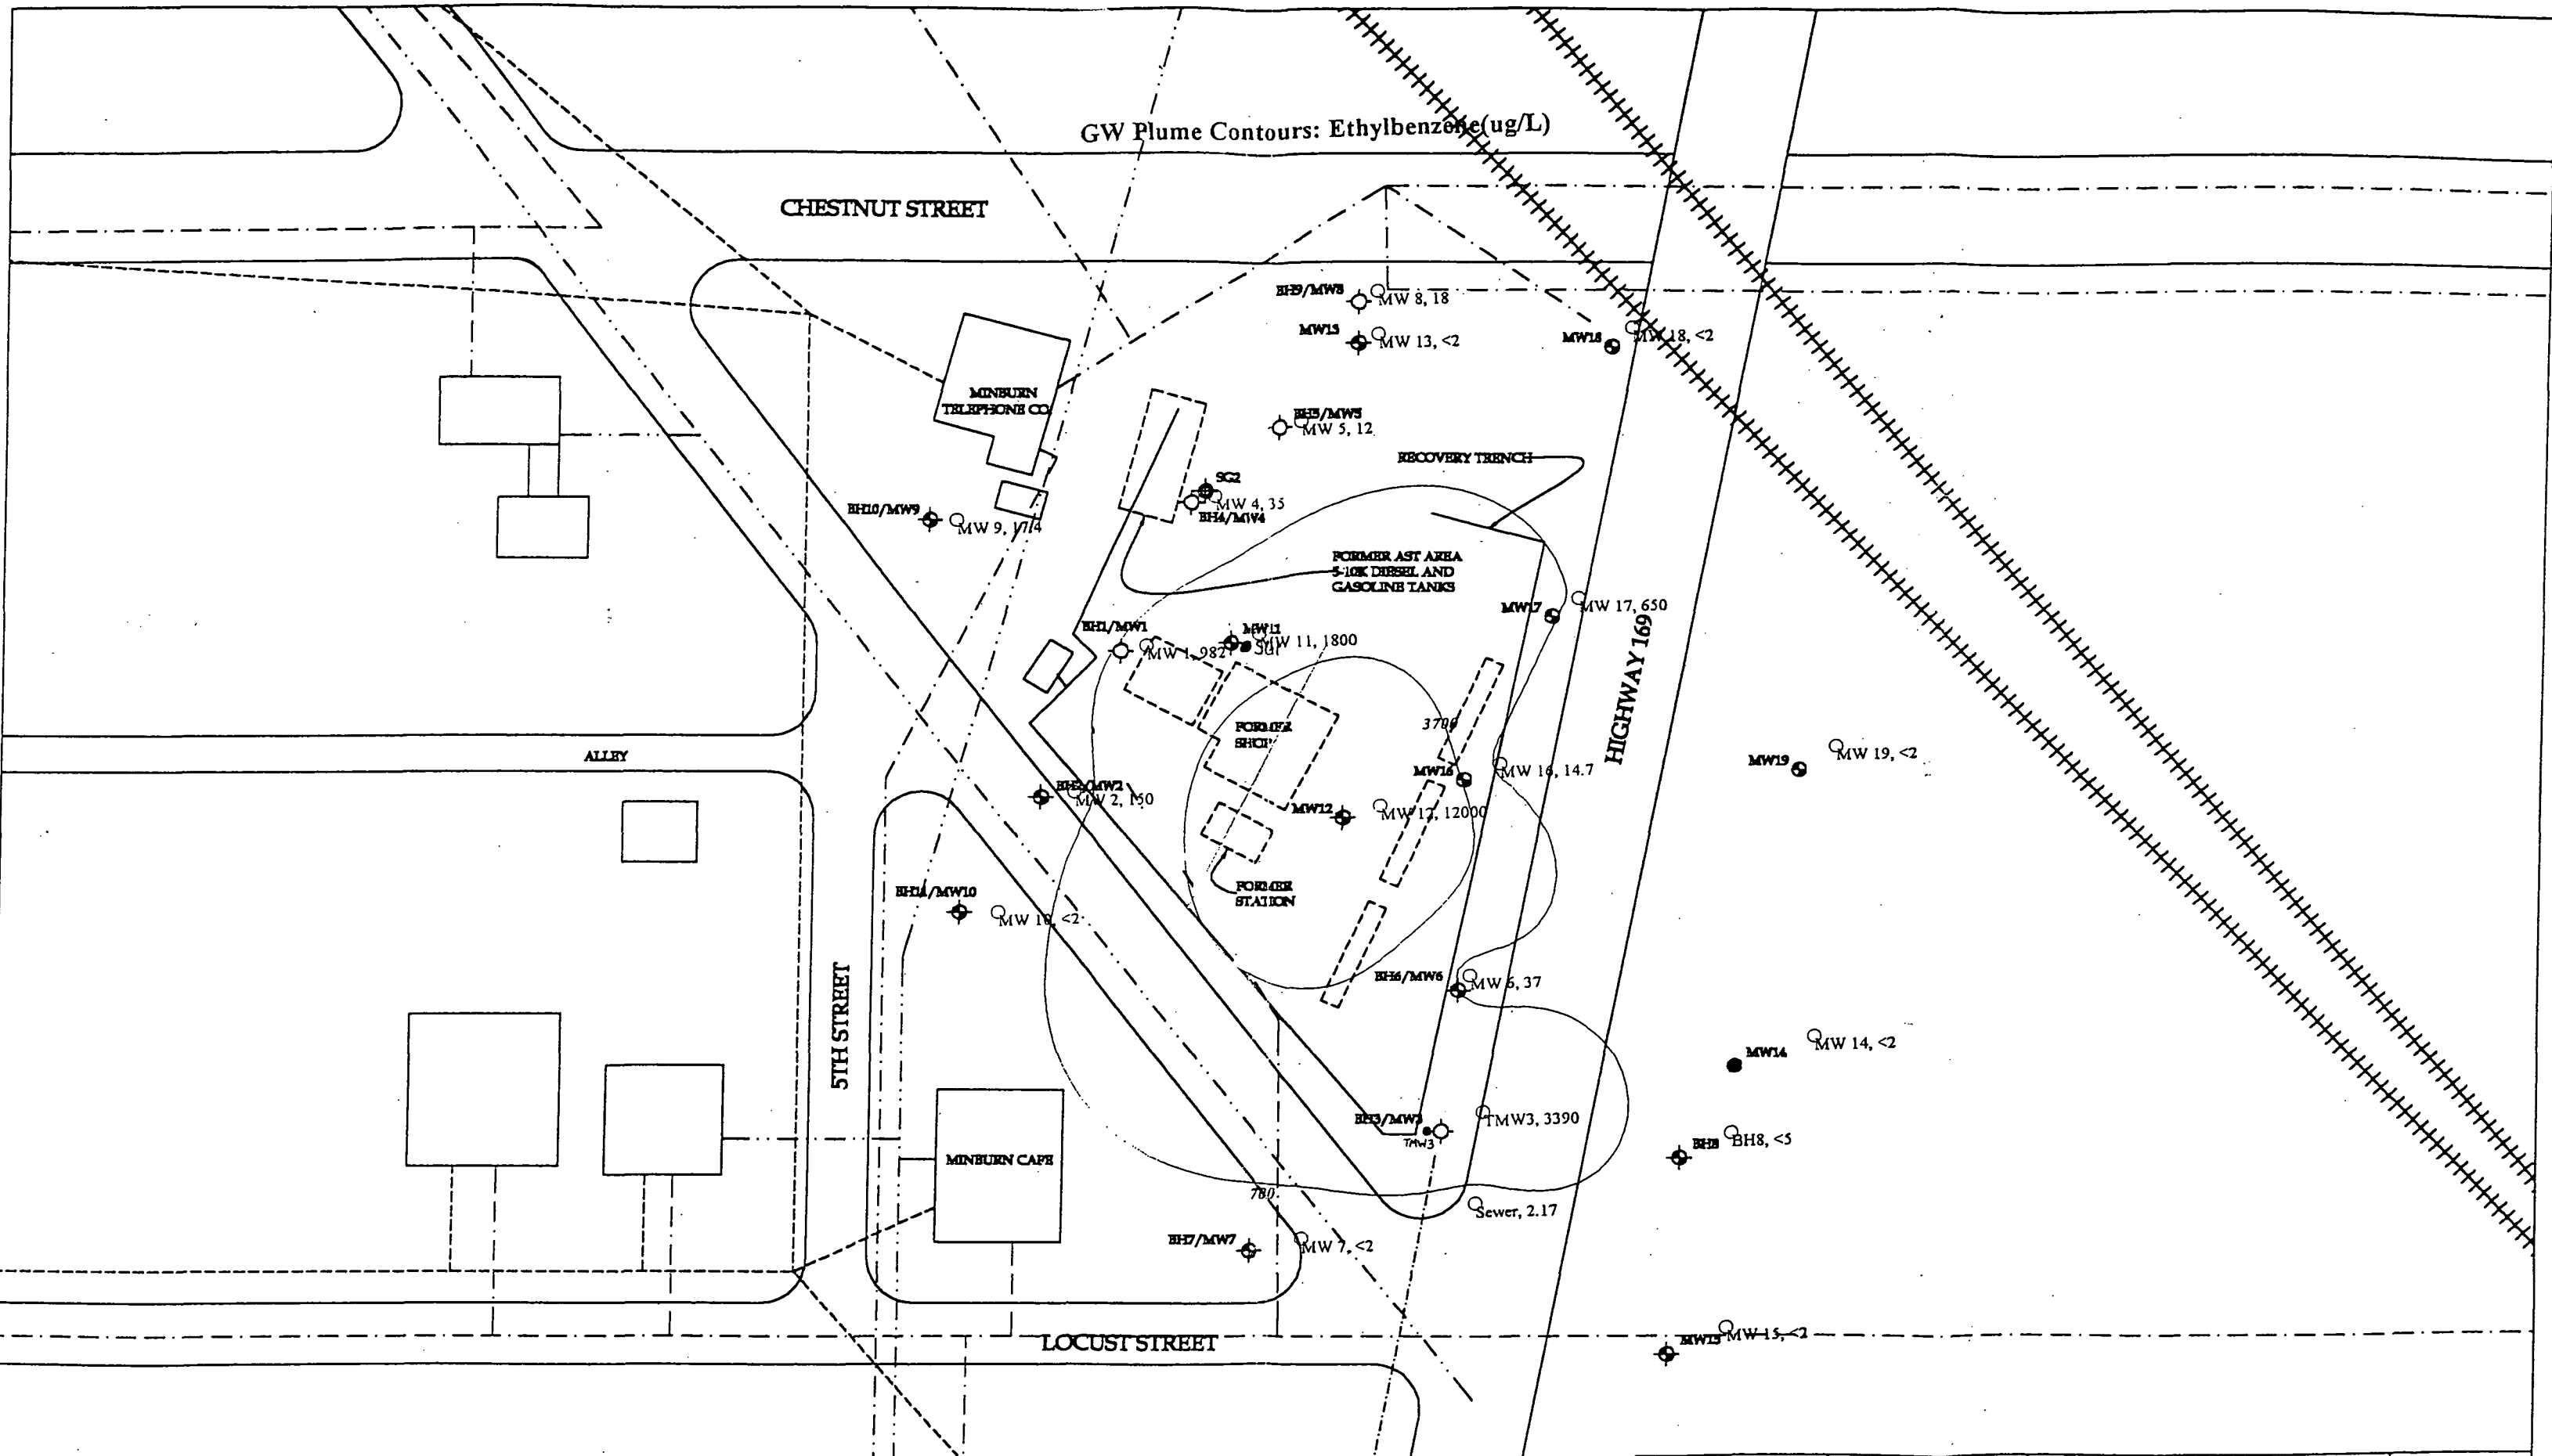 GW Plume Contours: Ethylbenzene(ug/L)
CHESTNUT STREET
BH9/MW8
MW 8, 18
MW13
MW 13, <2
MW18
MW 18, <2
MINBURN
TELEPHONE CO.
BH5/MW5
MW 5, 12
RECOVERY TRENCH
SG2
MW 4, 35
BH4/MW4
BH10/MW9
MW 9, 17.4
FORMER AST AREA
5-10K DIESEL AND
GASOLINE TANKS
MW17
MW 17, 650
BH1/MW1
MW 1, 982
MW11
MW 11, 1800
HIGHWAY 169
FORMER
SHOP
3700
ALLEY
MW16
MW 16, 14.7
MW19
MW 19, <2
BH2/MW2
MW 2, 150
MW12
MW 12, 12000
FORMER
STATION
BH11/MW10
MW 10, <2
5TH STREET
BH6/MW6
MW 6, 37
MW14
MW 14, <2
BH3/MW3
TMW3
TMW3, 3390
BH8
BH8, <5
MINBURN CAFE
780
Sewer, 2.17
BH7/MW7
MW 7, <2
LOCUST STREET
MW15
MW 15, <2